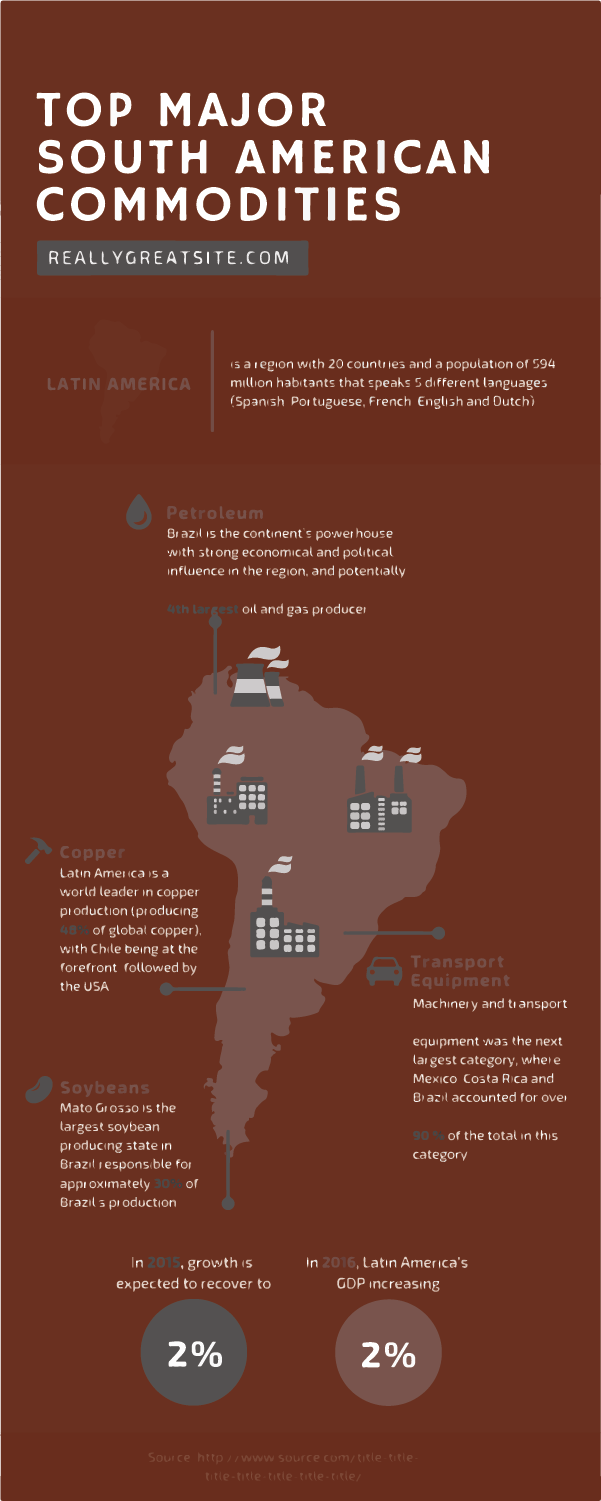 TOP MAJOR
SOUTH AMERICAN
COMMODITIES
REALLYGREATSITE.COM
LATIN AMERICA
is a region with 20 countries and a population of 594
million habitants that speaks 5 different languages
(Spanish Portuguese, French English and Dutch)
Petroleum
Brazil is the continent's powerhouse
with strong economical and political
influence in the region, and potentially
4th largest oil and gas producer
Copper
Latin America is a
world leader in copper
production (producing
48% of global copper),
with Chile being at the
forefront followed by
the USA
Transport
Equipment
Machinery and transport
equipment was the next
largest category, where
Mexico Costa Rica and
Brazil accounted for over
90 % of the total in this
category
Soybeans
Mato Grosso is the
largest soybean
producing state in
Brazil responsible for
approximately 30% of
Brazil s production
In 2015, growth is
expected to recover to
2%
In 2016, Latin America's
GDP increasing
2%
Source http //www source com/title-title-
title-title-title-title-title/